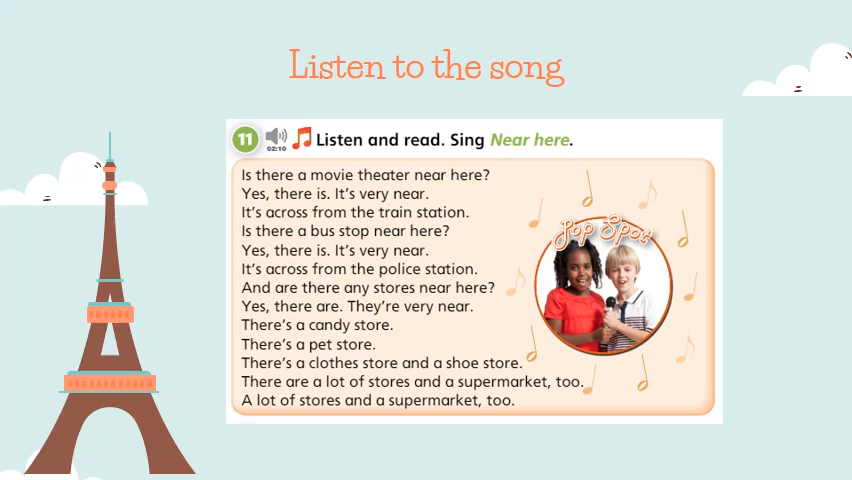 Listen to the song
11 02:10 Listen and read. Sing Near here.
Is there a movie theater near here?
Yes, there is. It's very near.
It's across from the train station.
Is there a bus stop near here?
Yes, there is. It's very near.
It's across from the police station.
And are there any stores near here?
Yes, there are. They're very near.
There's a candy store.
There's a pet store.
There's a clothes store and a shoe store.
There are a lot of stores and a supermarket, too.
A lot of stores and a supermarket, too.
Pop Spot